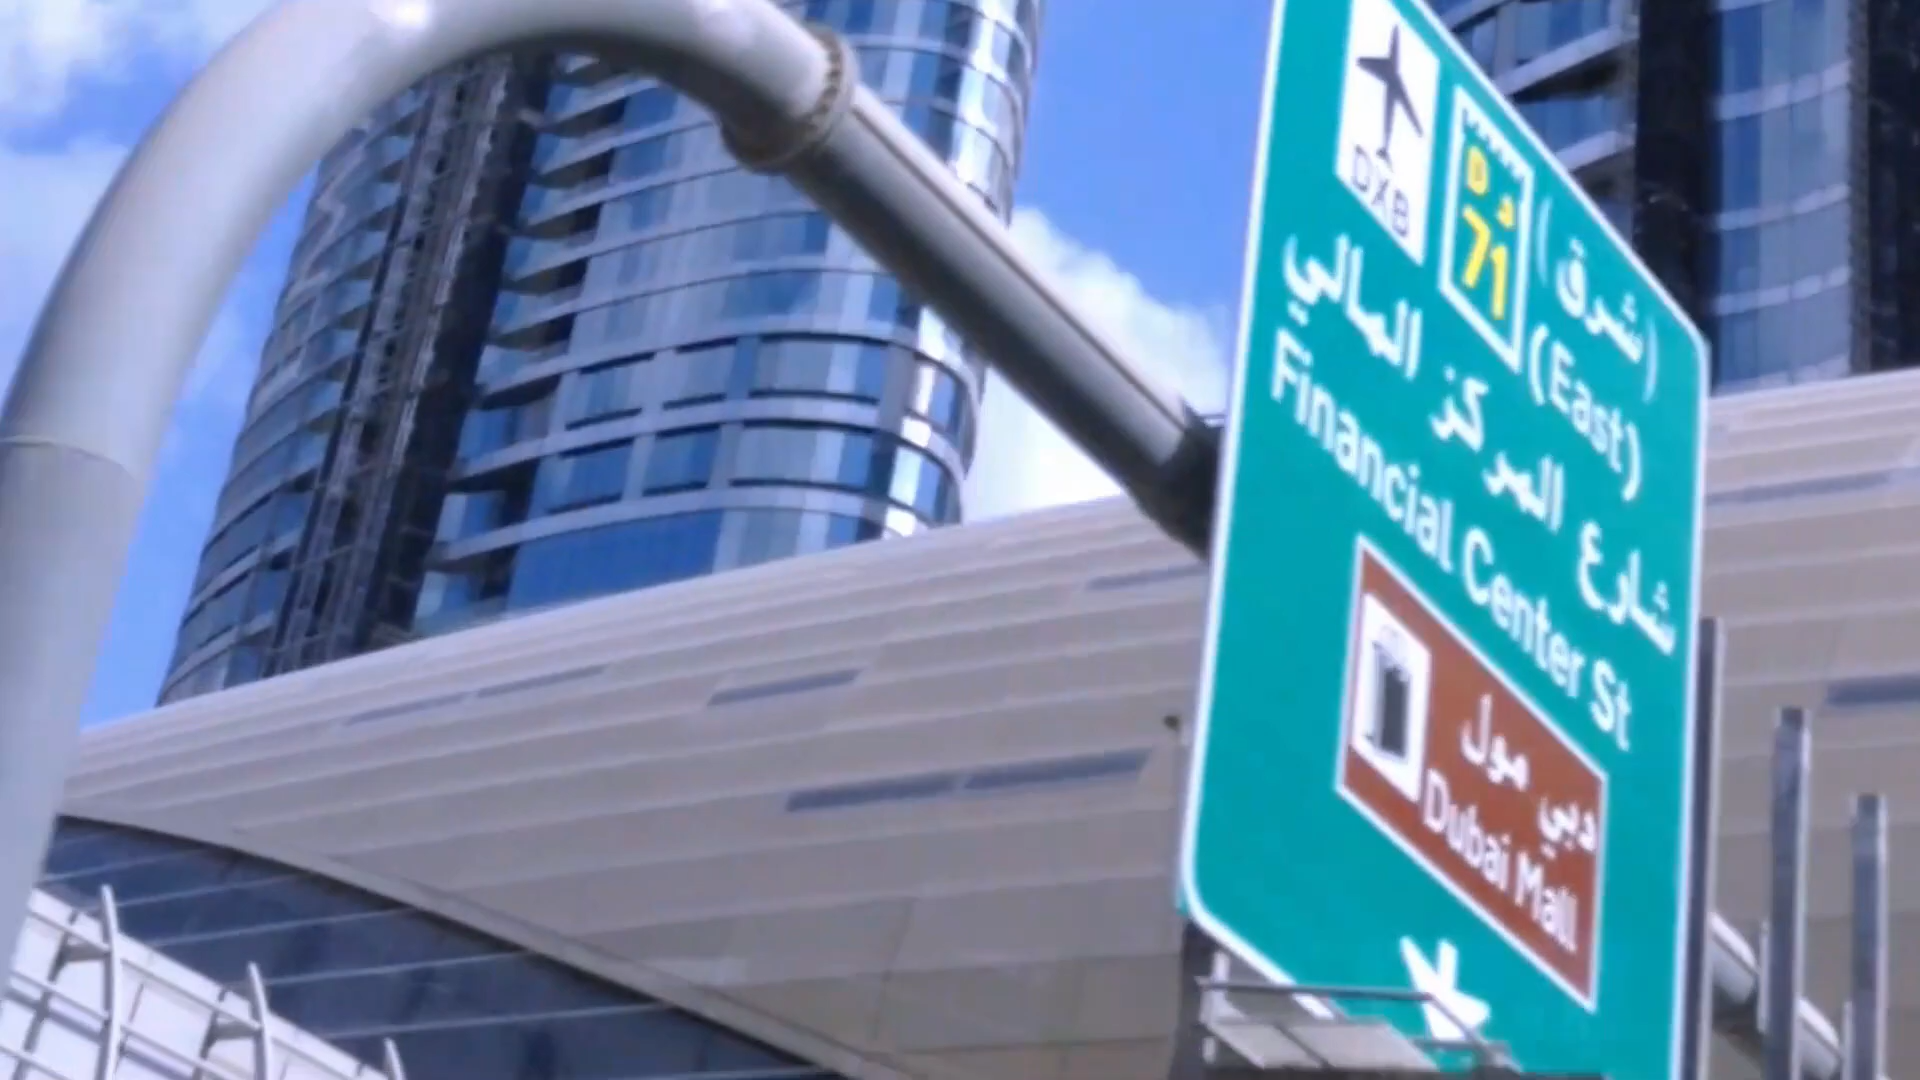 DXB
D د
71
(شرق)
(East)
شارع المركز المالي
Financial Center St
دبي مول
Dubai Mall